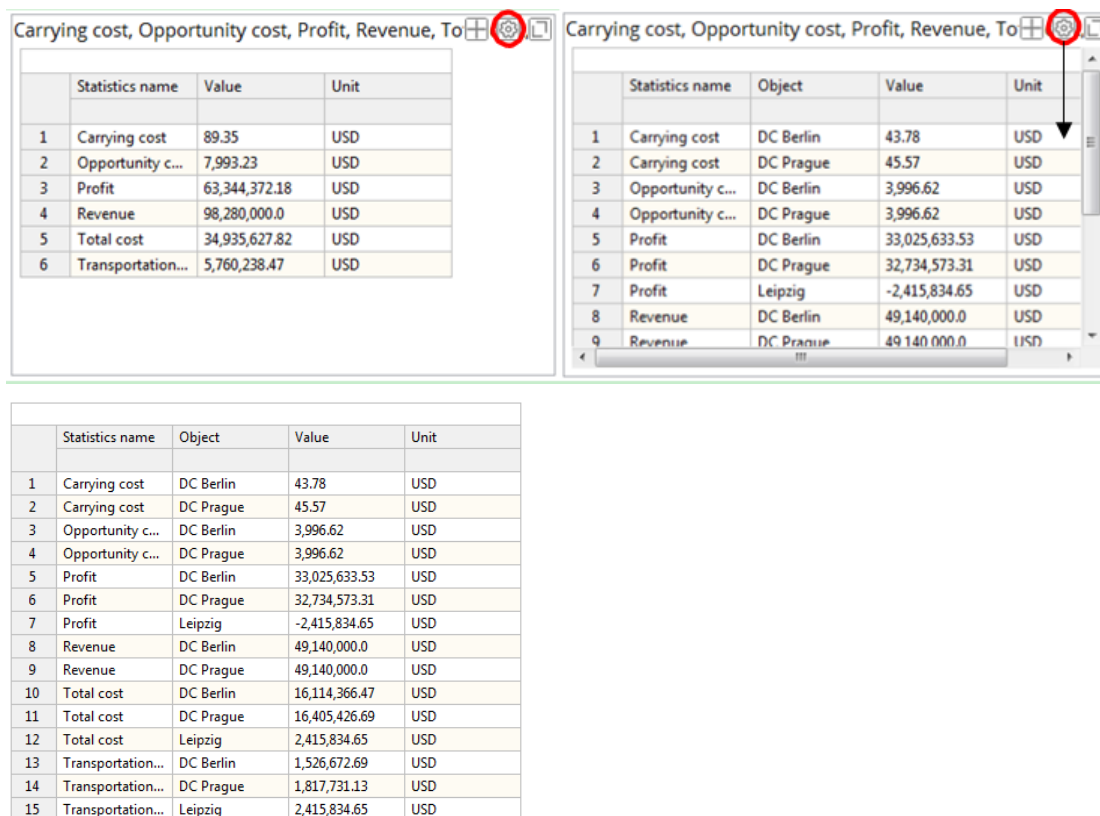 Carrying cost, Opportunity cost, Profit, Revenue, To
Statistics name Value Unit
1 Carrying cost 89.35 USD
2 Opportunity c... 7,993.23 USD
3 Profit 63,344,372.18 USD
4 Revenue 98,280,000.0 USD
5 Total cost 34,935,627.82 USD
6 Transportation... 5,760,238.47 USD
Carrying cost, Opportunity cost, Profit, Revenue, To
Statistics name Object Value Unit
1 Carrying cost DC Berlin 43.78 USD
2 Carrying cost DC Prague 45.57 USD
3 Opportunity c... DC Berlin 3,996.62 USD
4 Opportunity c... DC Prague 3,996.62 USD
5 Profit DC Berlin 33,025,633.53 USD
6 Profit DC Prague 32,734,573.31 USD
7 Profit Leipzig -2,415,834.65 USD
8 Revenue DC Berlin 49,140,000.0 USD
9 Revenue DC Prague 49,140,000.0 USD
Statistics name Object Value Unit
1 Carrying cost DC Berlin 43.78 USD
2 Carrying cost DC Prague 45.57 USD
3 Opportunity c... DC Berlin 3,996.62 USD
4 Opportunity c... DC Prague 3,996.62 USD
5 Profit DC Berlin 33,025,633.53 USD
6 Profit DC Prague 32,734,573.31 USD
7 Profit Leipzig -2,415,834.65 USD
8 Revenue DC Berlin 49,140,000.0 USD
9 Revenue DC Prague 49,140,000.0 USD
10 Total cost DC Berlin 16,114,366.47 USD
11 Total cost DC Prague 16,405,426.69 USD
12 Total cost Leipzig 2,415,834.65 USD
13 Transportation... DC Berlin 1,526,672.69 USD
14 Transportation... DC Prague 1,817,731.13 USD
15 Transportation... Leipzig 2,415,834.65 USD